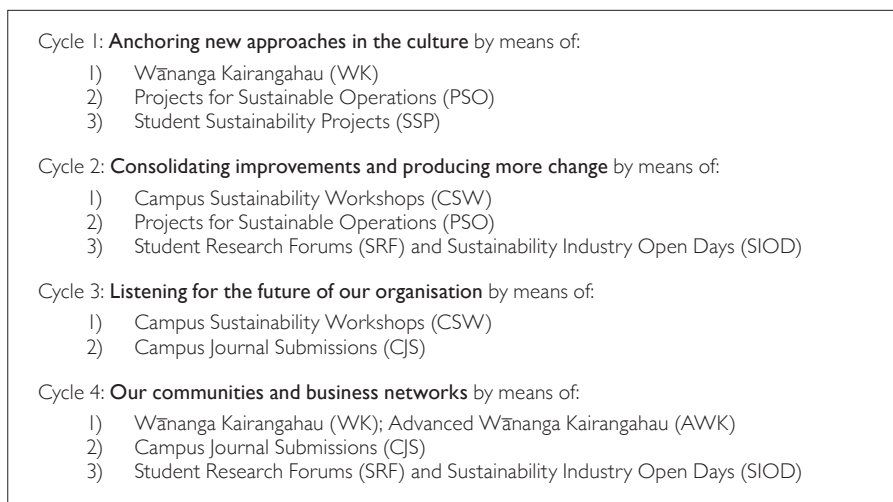 Cycle 1: Anchoring new approaches in the culture by means of:
1) Wānanga Kairangahau (WK)
2) Projects for Sustainable Operations (PSO)
3) Student Sustainability Projects (SSP)
Cycle 2: Consolidating improvements and producing more change by means of:
1) Campus Sustainability Workshops (CSW)
2) Projects for Sustainable Operations (PSO)
3) Student Research Forums (SRF) and Sustainability Industry Open Days (SIOD)
Cycle 3: Listening for the future of our organisation by means of:
1) Campus Sustainability Workshops (CSW)
2) Campus Journal Submissions (CJS)
Cycle 4: Our communities and business networks by means of:
1) Wānanga Kairangahau (WK); Advanced Wānanga Kairangahau (AWK)
2) Campus Journal Submissions (CJS)
3) Student Research Forums (SRF) and Sustainability Industry Open Days (SIOD)